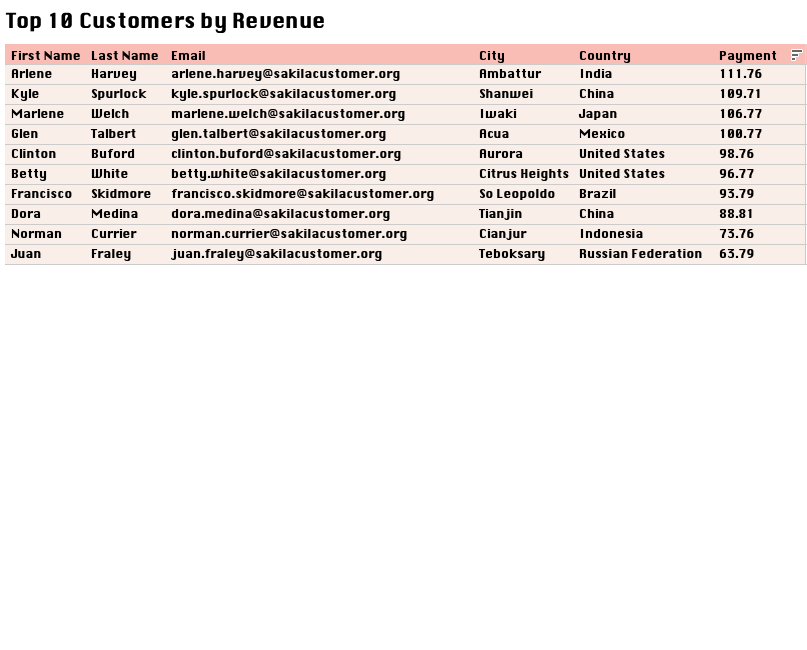 Top 10 Customers by Revenue
First Name Last Name Email City Country Payment
Arlene Harvey arlene.harvey@sakilacustomer.org Ambattur India 111.76
Kyle Spurlock kyle.spurlock@sakilacustomer.org Shanwei China 109.71
Marlene Welch marlene.welch@sakilacustomer.org Iwaki Japan 106.77
Glen Talbert glen.talbert@sakilacustomer.org Acua Mexico 100.77
Clinton Buford clinton.buford@sakilacustomer.org Aurora United States 98.76
Betty White betty.white@sakilacustomer.org Citrus Heights United States 96.77
Francisco Skidmore francisco.skidmore@sakilacustomer.org So Leopoldo Brazil 93.79
Dora Medina dora.medina@sakilacustomer.org Tianjin China 88.81
Norman Currier norman.currier@sakilacustomer.org Cianjur Indonesia 73.76
Juan Fraley juan.fraley@sakilacustomer.org Teboksary Russian Federation 63.79